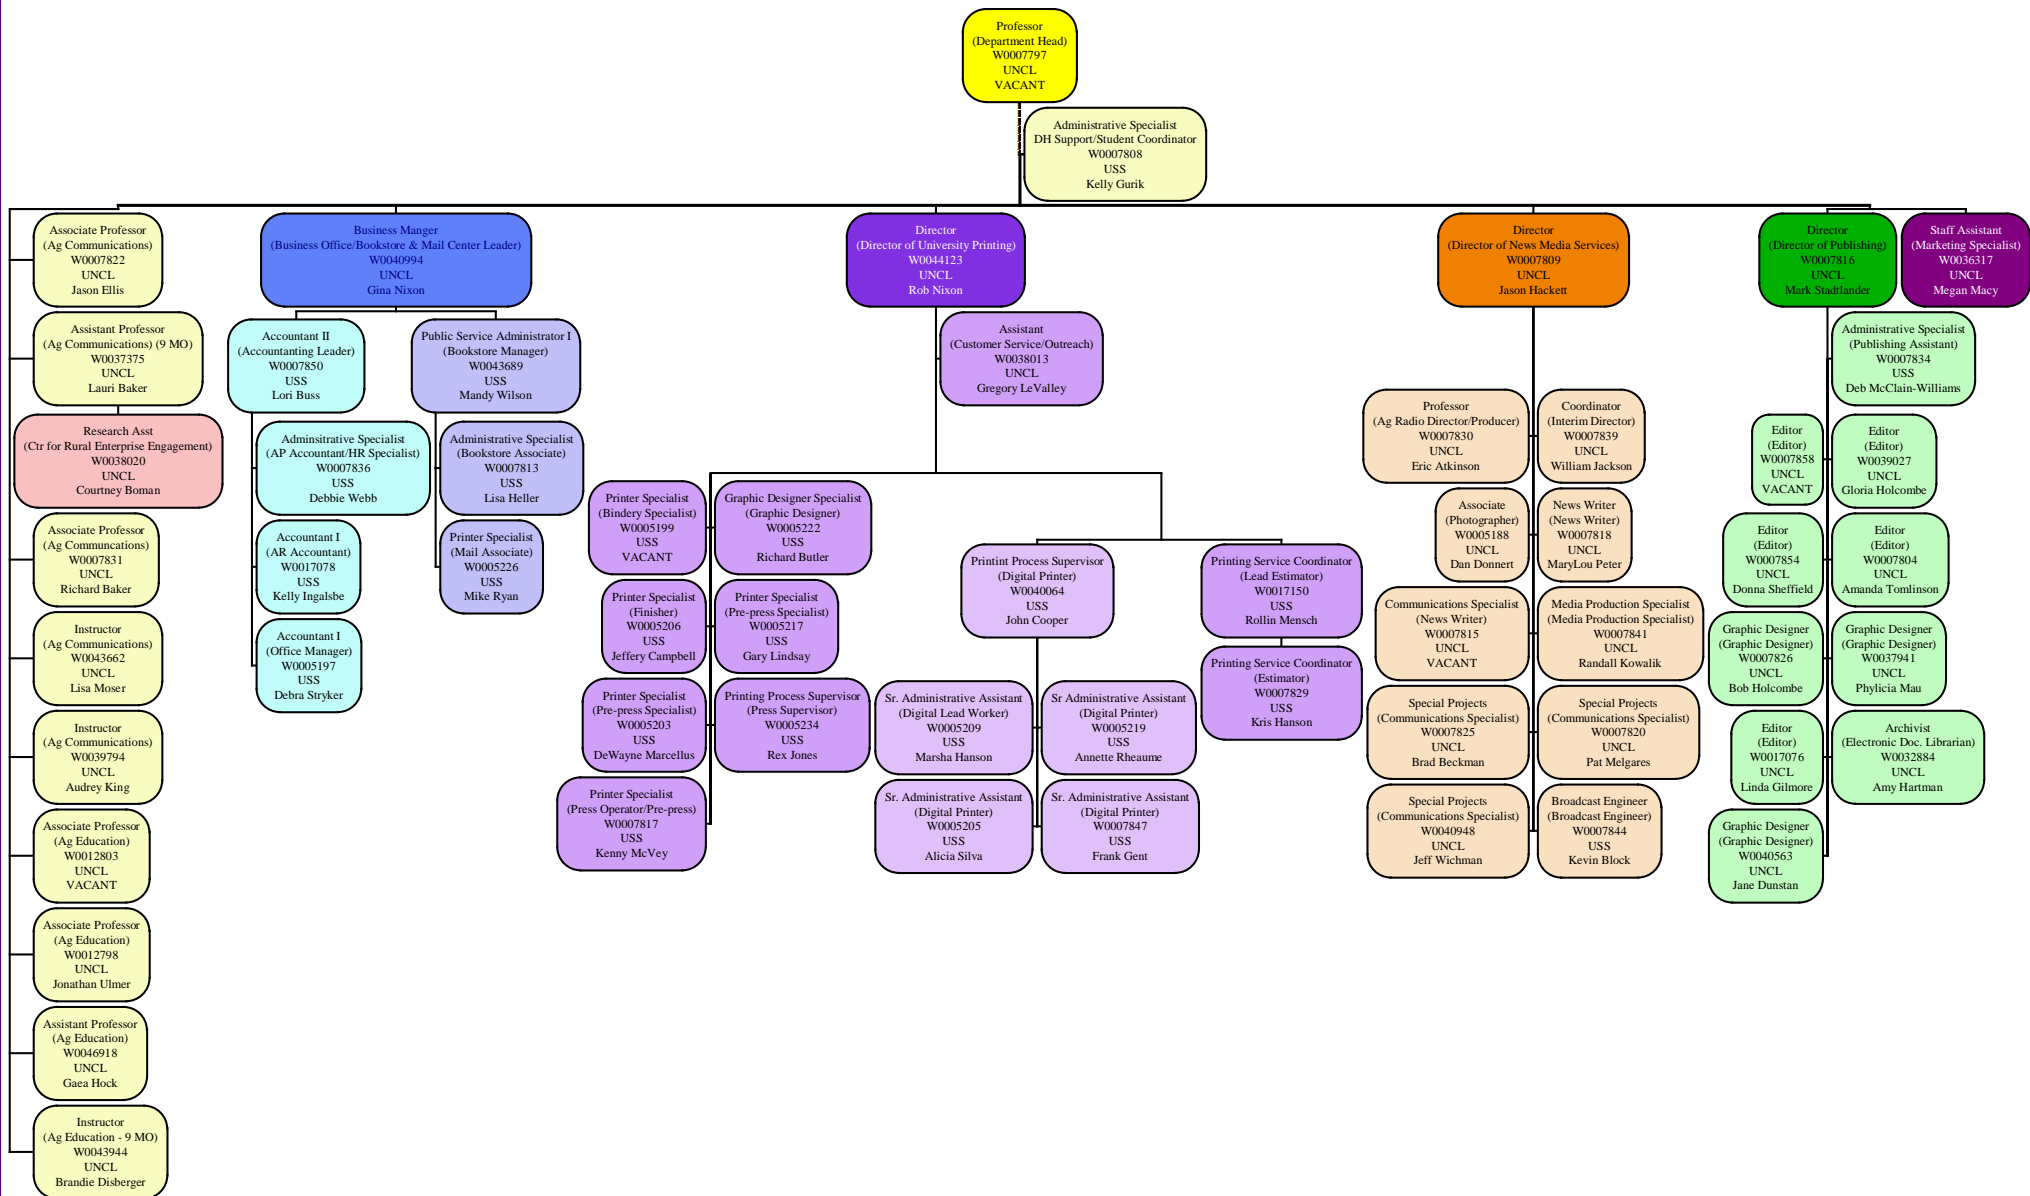 Professor
(Department Head)
W0007797
UNCL
VACANT
Administrative Specialist
DH Support/Student Coordinator
W0007808
USS
Kelly Gurik
Associate Professor
(Ag Communications)
W0007822
UNCL
Jason Ellis
Assistant Professor
(Ag Communications) (9 MO)
W0037375
UNCL
Lauri Baker
Research Asst
(Ctr for Rural Enterprise Engagement)
W0038020
UNCL
Courtney Boman
Associate Professor
(Ag Communcations)
W0007831
UNCL
Richard Baker
Instructor
(Ag Communications)
W0043662
UNCL
Lisa Moser
Instructor
(Ag Communications)
W0039794
UNCL
Audrey King
Associate Professor
(Ag Education)
W0012803
UNCL
VACANT
Associate Professor
(Ag Education)
W0012798
UNCL
Jonathan Ulmer
Assistant Professor
(Ag Education)
W0046918
UNCL
Gaea Hock
Instructor
(Ag Education - 9 MO)
W0043944
UNCL
Brandie Disberger
Business Manger
(Business Office/Bookstore & Mail Center Leader)
W0040994
UNCL
Gina Nixon
Accountant II
(Accountanting Leader)
W0007850
USS
Lori Buss
Adminsitrative Specialist
(AP Accountant/HR Specialist)
W0007836
USS
Debbie Webb
Accountant I
(AR Accountant)
W0017078
USS
Kelly Ingalsbe
Accountant I
(Office Manager)
W0005197
USS
Debra Stryker
Public Service Administrator I
(Bookstore Manager)
W0043689
USS
Mandy Wilson
Administrative Specialist
(Bookstore Associate)
W0007813
USS
Lisa Heller
Printer Specialist
(Mail Associate)
W0005226
USS
Mike Ryan
Director
(Director of University Printing)
W0044123
UNCL
Rob Nixon
Assistant
(Customer Service/Outreach)
W0038013
UNCL
Gregory LeValley
Printer Specialist
(Bindery Specialist)
W0005199
USS
VACANT
Graphic Designer Specialist
(Graphic Designer)
W0005222
USS
Richard Butler
Printer Specialist
(Finisher)
W0005206
USS
Jeffery Campbell
Printer Specialist
(Pre-press Specialist)
W0005217
USS
Gary Lindsay
Printer Specialist
(Pre-press Specialist)
W0005203
USS
DeWayne Marcellus
Printing Process Supervisor
(Press Supervisor)
W0005234
USS
Rex Jones
Printer Specialist
(Press Operator/Pre-press)
W0007817
USS
Kenny McVey
Printint Process Supervisor
(Digital Printer)
W0040064
USS
John Cooper
Sr. Administrative Assistant
(Digital Lead Worker)
W0005209
USS
Marsha Hanson
Sr Administrative Assistant
(Digital Printer)
W0005219
USS
Annette Rheaume
Sr. Administrative Assistant
(Digital Printer)
W0005205
USS
Alicia Silva
Sr. Administrative Assistant
(Digital Printer)
W0007847
USS
Frank Gent
Printing Service Coordinator
(Lead Estimator)
W0017150
USS
Rollin Mensch
Printing Service Coordinator
(Estimator)
W0007829
USS
Kris Hanson
Director
(Director of News Media Services)
W0007809
UNCL
Jason Hackett
Professor
(Ag Radio Director/Producer)
W0007830
UNCL
Eric Atkinson
Coordinator
(Interim Director)
W0007839
UNCL
William Jackson
Associate
(Photographer)
W0005188
UNCL
Dan Donnert
News Writer
(News Writer)
W0007818
UNCL
MaryLou Peter
Communications Specialist
(News Writer)
W0007815
UNCL
VACANT
Media Production Specialist
(Media Production Specialist)
W0007841
UNCL
Randall Kowalik
Special Projects
(Communications Specialist)
W0007825
UNCL
Brad Beckman
Special Projects
(Communications Specialist)
W0007820
UNCL
Pat Melgares
Special Projects
(Communications Specialist)
W0040948
UNCL
Jeff Wichman
Broadcast Engineer
(Broadcast Engineer)
W0007844
USS
Kevin Block
Director
(Director of Publishing)
W0007816
UNCL
Mark Stadtlander
Staff Assistant
(Marketing Specialist)
W0036317
UNCL
Megan Macy
Administrative Specialist
(Publishing Assistant)
W0007834
USS
Deb McClain-Williams
Editor
(Editor)
W0007858
UNCL
VACANT
Editor
(Editor)
W0039027
UNCL
Gloria Holcombe
Editor
(Editor)
W0007854
UNCL
Donna Sheffield
Editor
(Editor)
W0007804
UNCL
Amanda Tomlinson
Graphic Designer
(Graphic Designer)
W0007826
UNCL
Bob Holcombe
Graphic Designer
(Graphic Designer)
W0037941
UNCL
Phylicia Mau
Editor
(Editor)
W0017076
UNCL
Linda Gilmore
Archivist
(Electronic Doc. Librarian)
W0032884
UNCL
Amy Hartman
Graphic Designer
(Graphic Designer)
W0040563
UNCL
Jane Dunstan